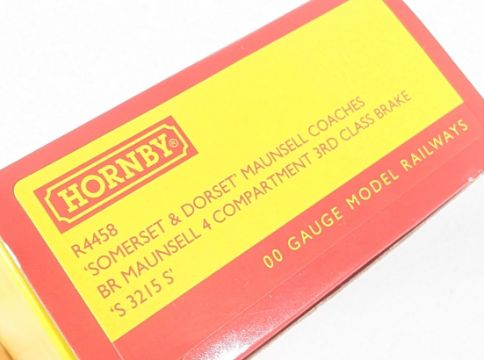 HORNBY®
R4458
'SOMERSET & DORSET' MAUNSELL COACHES
BR MAUNSELL 4 COMPARTMENT 3RD CLASS BRAKE
'S 3215 S'
00 GAUGE MODEL RAILWAYS